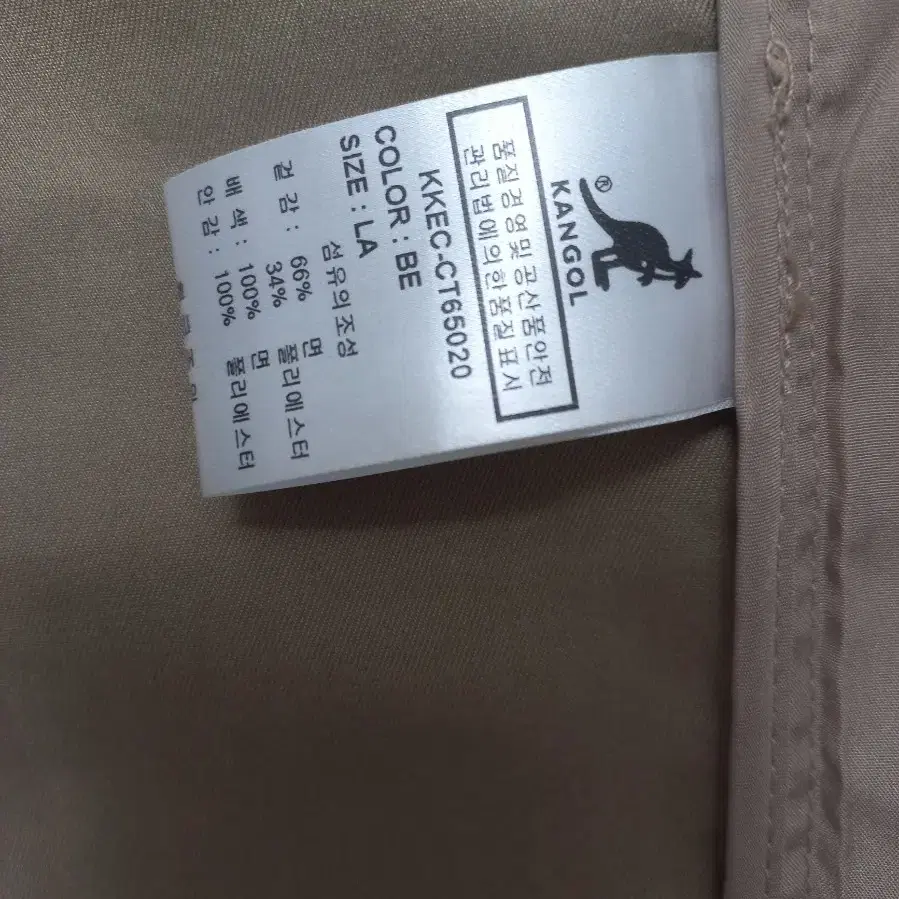 ®
KANGOL
품질경영및공산품안전
관리법에의한품질표시
KKEC-CT65020
COLOR : BE
SIZE : LA
섬유의조성
겉 감 : 66% 면
34% 폴리에스터
배 색 : 100% 면
안 감 : 100% 폴리에스터